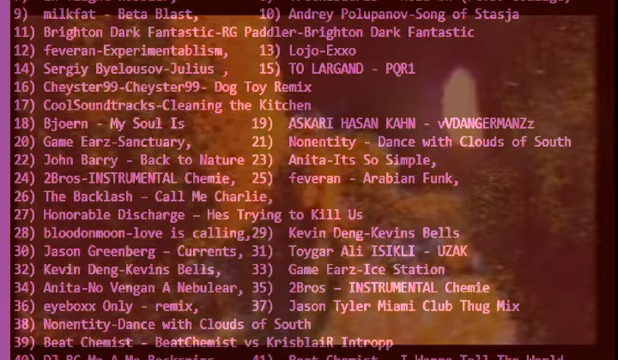 9) milkfat - Beta Blast, 10) Andrey Polupanov-Song of Stasja
11) Brighton Dark Fantastic-RG Paddler-Brighton Dark Fantastic
12) feveran-Experimentablism, 13) Lojo-Exxo
14) Sergiy Byelousov-Julius , 15) TO LARGAND - PQR1
16) Cheyster99-Cheyster99- Dog Toy Remix
17) CoolSoundtracks-Cleaning the Kitchen
18) Bjoern - My Soul Is 19) ASKARI HASAN KAHN - vVDANGERMANZz
20) Game Earz-Sanctuary, 21) Nonentity - Dance with Clouds of South
22) John Barry - Back to Nature 23) Anita-Its So Simple,
24) 2Bros-INSTRUMENTAL Chemie, 25) feveran - Arabian Funk,
26) The Backlash - Call Me Charlie,
27) Honorable Discharge - Hes Trying to Kill Us
28) bloodonmoon-love is calling,29) Kevin Deng-Kevins Bells
30) Jason Greenberg - Currents, 31) Toygar Ali ISIKLI - UZAK
32) Kevin Deng-Kevins Bells, 33) Game Earz-Ice Station
34) Anita-No Vengan A Nebulear, 35) 2Bros - INSTRUMENTAL Chemie
36) eyeboxx Only - remix, 37) Jason Tyler Miami Club Thug Mix
38) Nonentity-Dance with Clouds of South
39) Beat Chemist - BeatChemist vs KrisblaiR Intropp